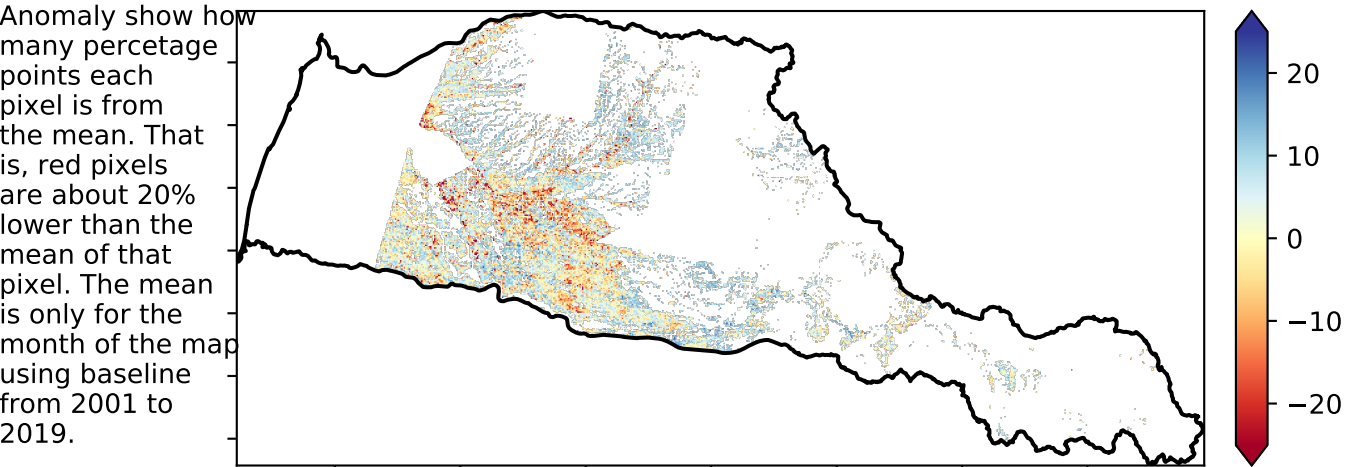 Anomaly show how
many percetage
points each
pixel is from
the mean. That
is, red pixels
are about 20%
lower than the
mean of that
pixel. The mean
is only for the
month of the map
using baseline
from 2001 to
2019.
20
10
0
−10
−20